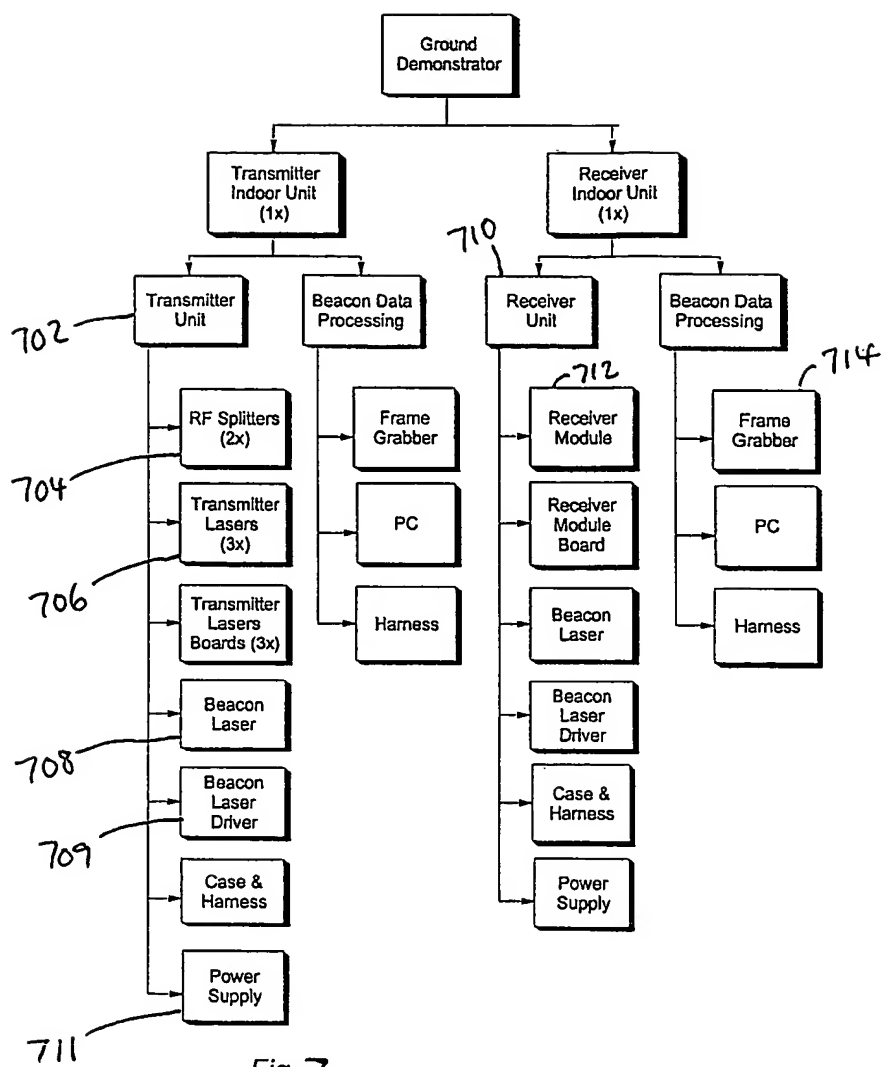 Ground
Demonstrator
Transmitter
Indoor Unit
(1x)
Receiver
Indoor Unit
(1x)
710
702
Transmitter
Unit
Beacon Data
Processing
Receiver
Unit
Beacon Data
Processing
704
RF Splitters
(2x)
Frame
Grabber
712
Receiver
Module
714
Frame
Grabber
706
Transmitter
Lasers
(3x)
PC
Receiver
Module
Board
PC
Transmitter
Lasers
Boards (3x)
Harness
Beacon
Laser
Harness
708
Beacon
Laser
Beacon
Laser
Driver
709
Beacon
Laser
Driver
Case &
Harness
Case &
Harness
Power
Supply
711
Power
Supply
Fig. 7